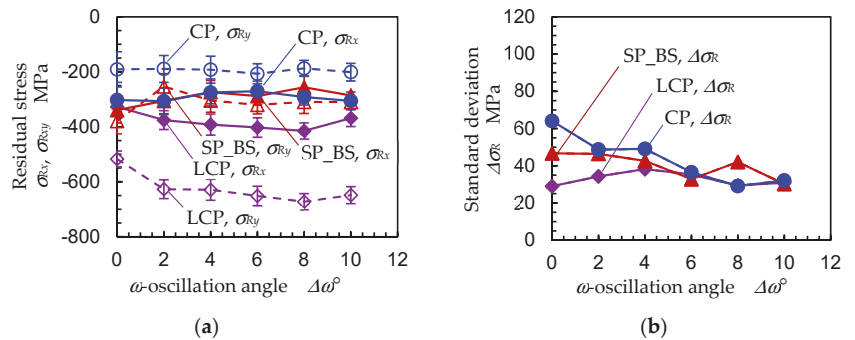 0
-200
-400
-600
-800
0 2 4 6 8 10 12
Residual stress
σRx, σRxy MPa
ω-oscillation angle Δω°
CP, σRy
CP, σRx
SP_BS, σRy
SP_BS, σRx
LCP, σRx
LCP, σRy
(a)
120
100
80
60
40
20
0
0 2 4 6 8 10 12
Standard deviation
ΔσR MPa
ω-oscillation angle Δω°
SP_BS, ΔσR
LCP, ΔσR
CP, ΔσR
(b)